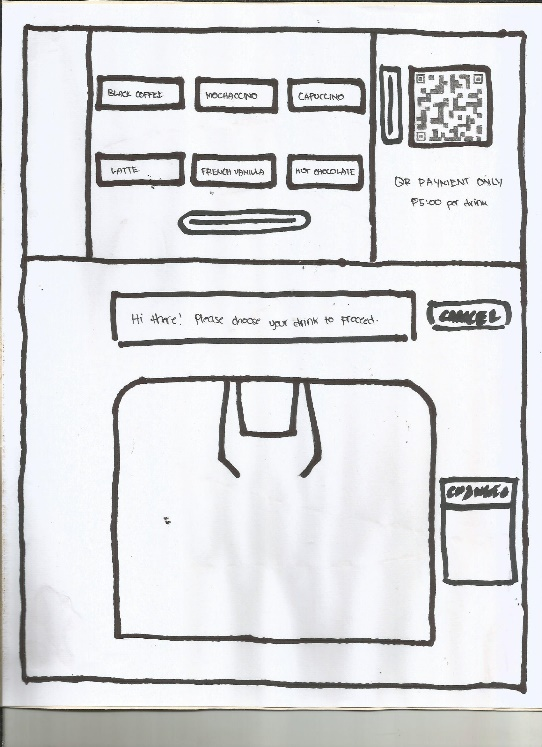 BLACK COFFEE
MOCHACCINO
CAPUCCINO
LATTE
FRENCH VANILLA
HOT CHOCOLATE
QR PAYMENT ONLY
₱5.00 per drink
Hi there! Please choose your drink to proceed.
CANCEL